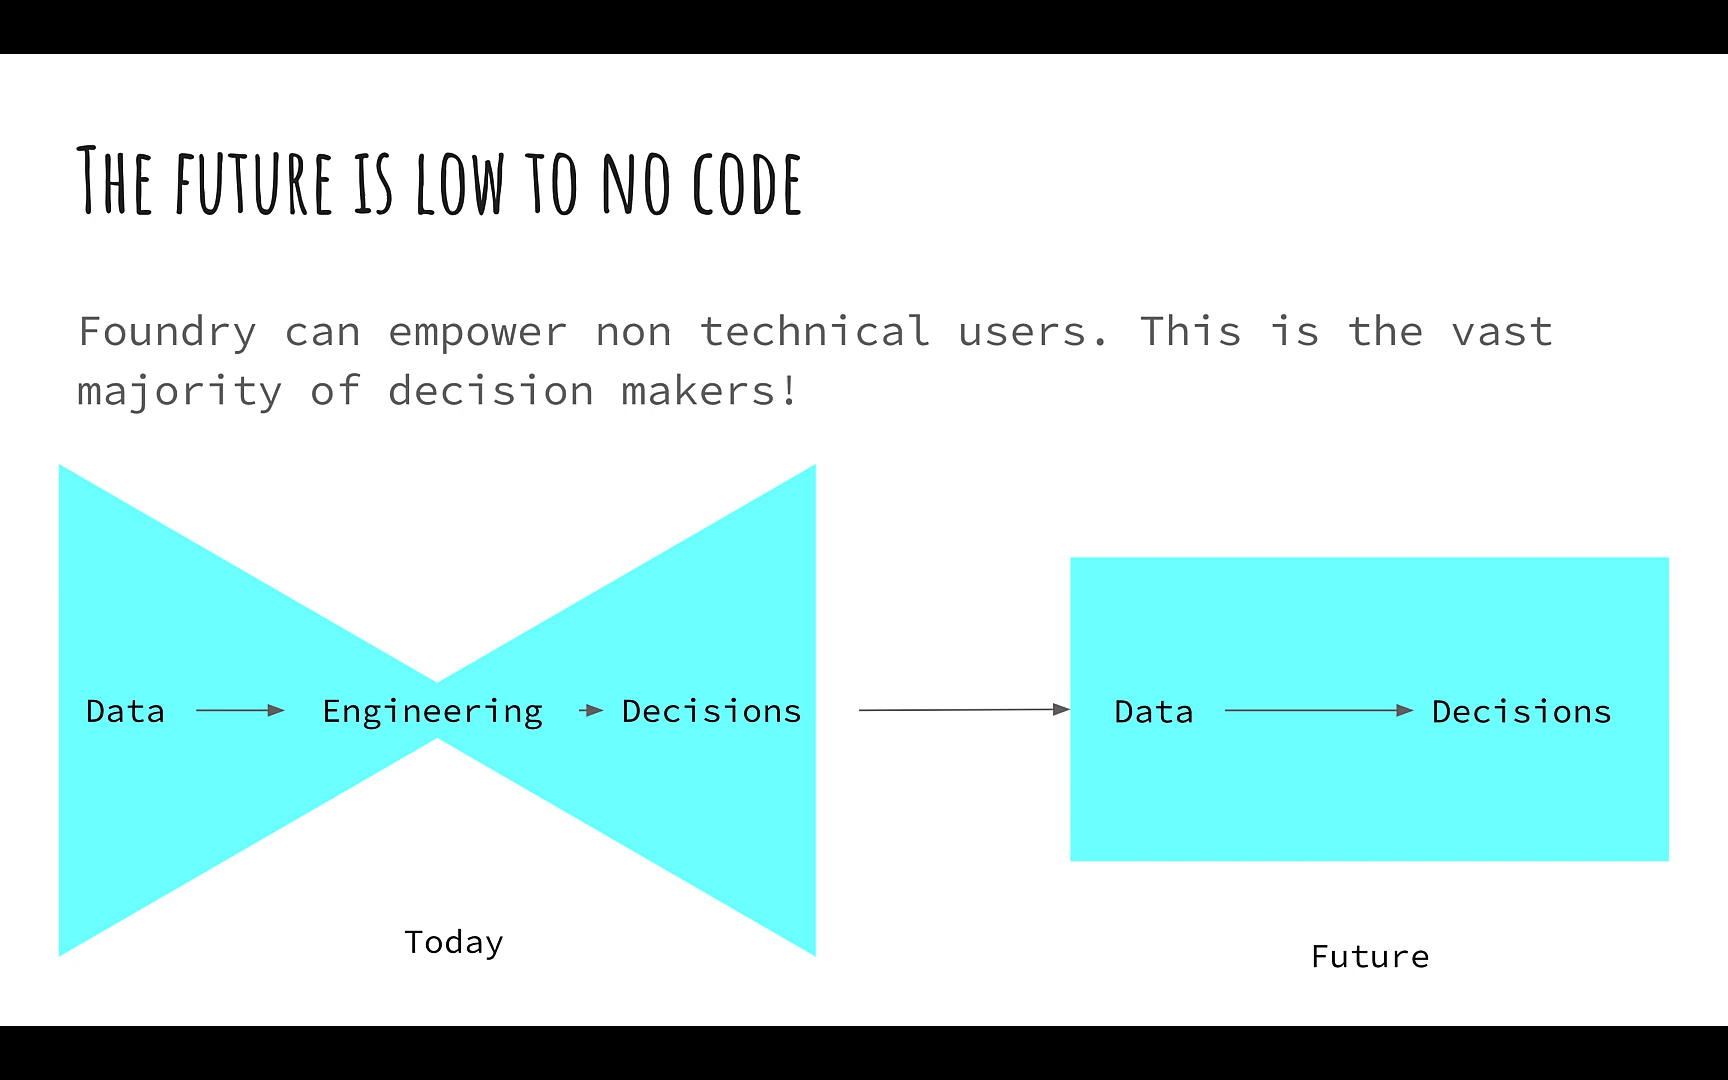 The future is low to no code
Foundry can empower non technical users. This is the vast
majority of decision makers!
Data Engineering Decisions Data Decisions
Today
Future